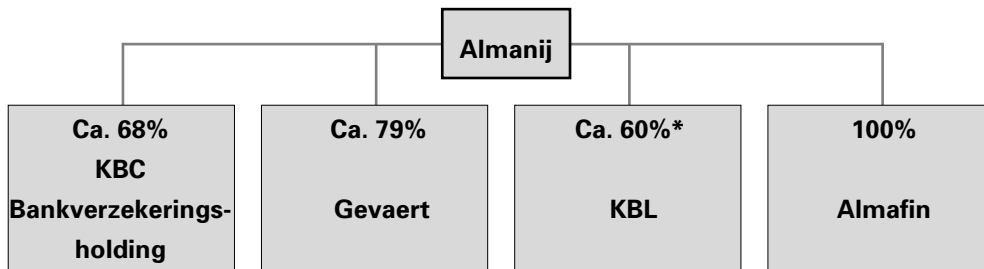 Almanij
Ca. 68%
KBC
Bankverzekerings-
holding
Ca. 79%
Gevaert
Ca. 60%*
KBL
100%
Almafin